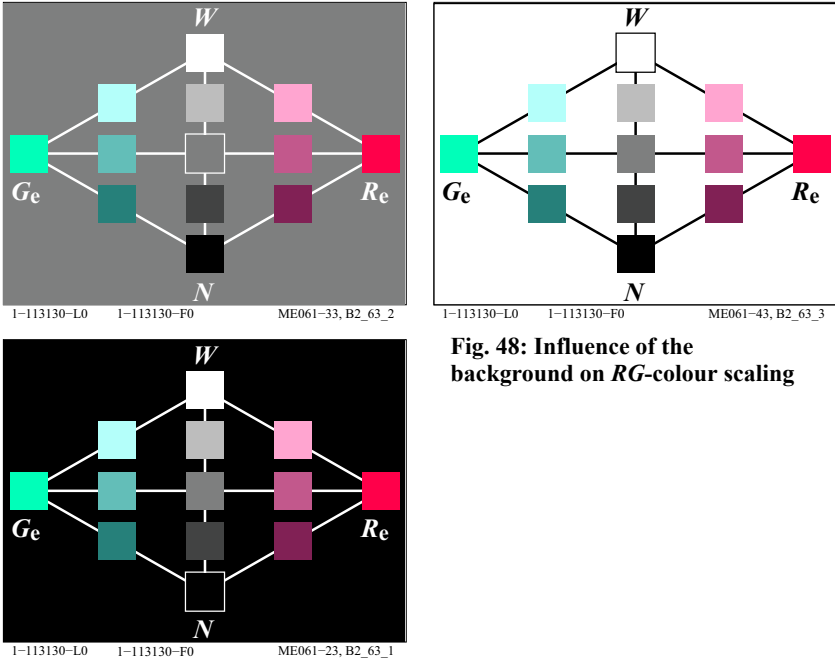 W
Gₑ
Rₑ
N
1−113130−L0 1−113130−F0 ME061−33, B2_63_2
W
Gₑ
Rₑ
N
1−113130−L0 1−113130−F0 ME061−43, B2_63_3
Fig. 48: Influence of the
background on RG-colour scaling
W
Gₑ
Rₑ
N
1−113130−L0 1−113130−F0 ME061−23, B2_63_1